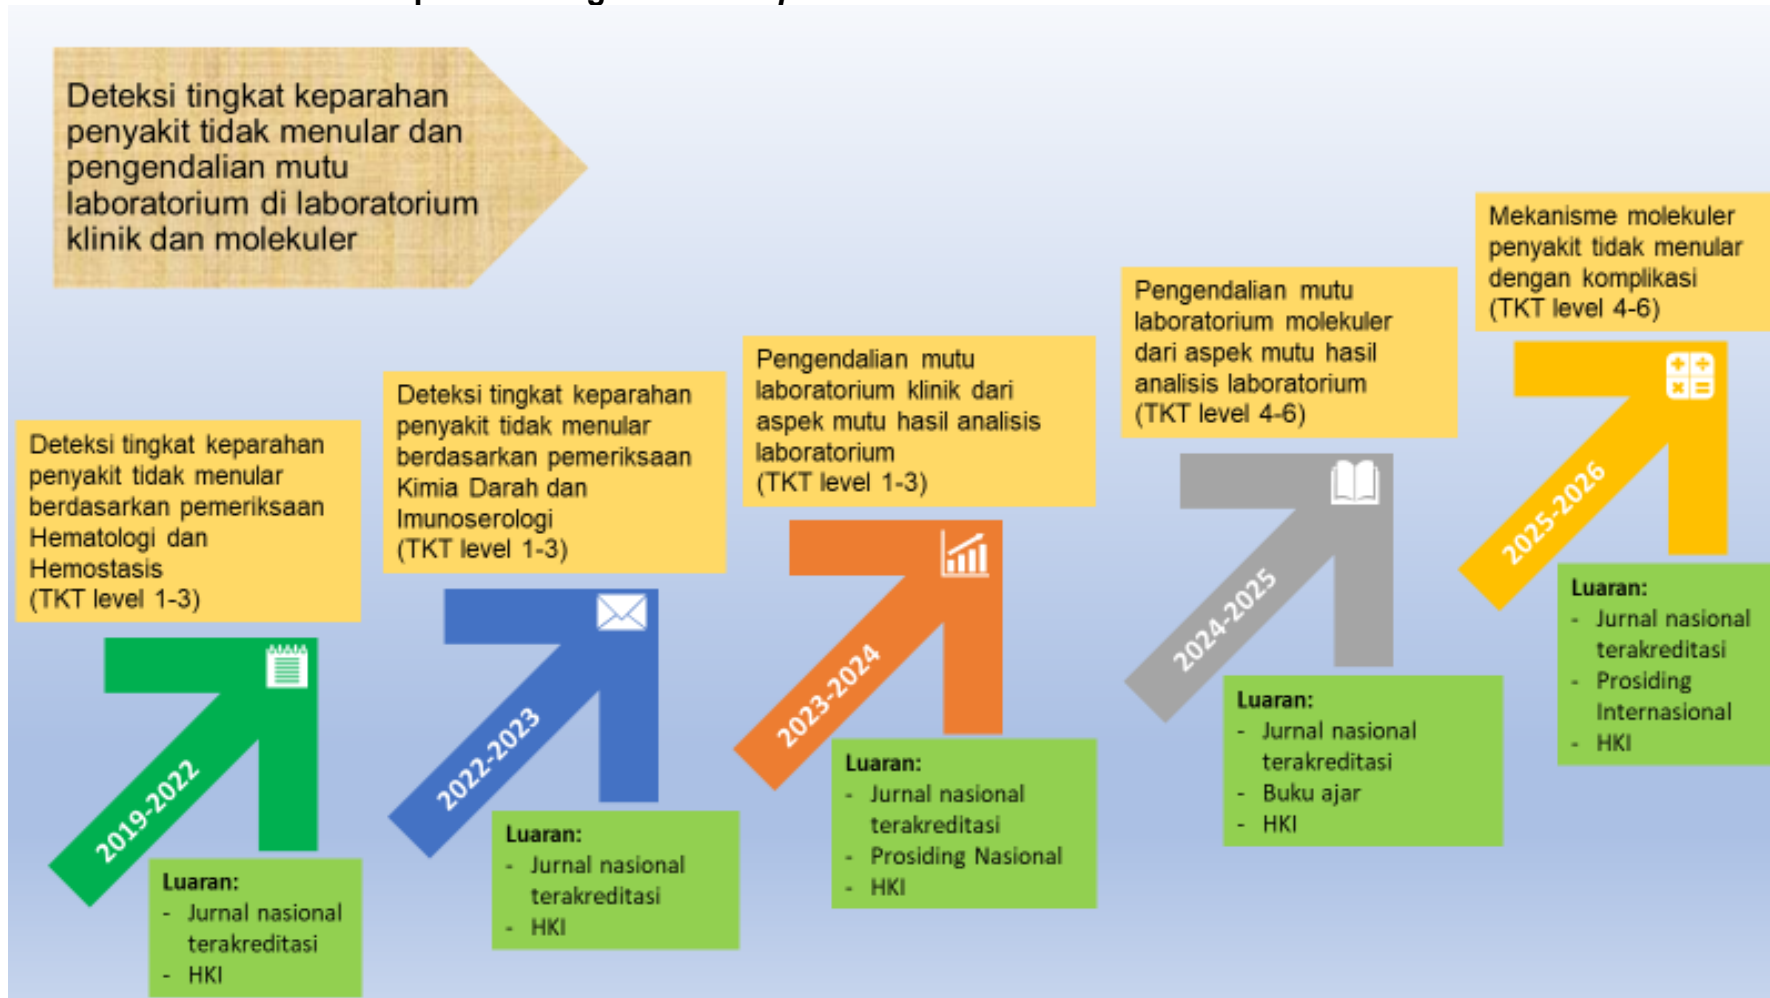 Deteksi tingkat keparahan
penyakit tidak menular dan
pengendalian mutu
laboratorium di laboratorium
klinik dan molekuler
Deteksi tingkat keparahan
penyakit tidak menular
berdasarkan pemeriksaan
Hematologi dan
Hemostasis
(TKT level 1-3)
2019-2022
Luaran:
- Jurnal nasional
terakreditasi
- HKI
Deteksi tingkat keparahan
penyakit tidak menular
berdasarkan pemeriksaan
Kimia Darah dan
Imunoserologi
(TKT level 1-3)
2022-2023
Luaran:
- Jurnal nasional
terakreditasi
- HKI
Pengendalian mutu
laboratorium klinik dari
aspek mutu hasil analisis
laboratorium
(TKT level 1-3)
2023-2024
Luaran:
- Jurnal nasional
terakreditasi
- Prosiding Nasional
- HKI
Pengendalian mutu
laboratorium molekuler
dari aspek mutu hasil
analisis laboratorium
(TKT level 4-6)
2024-2025
Luaran:
- Jurnal nasional
terakreditasi
- Buku ajar
- HKI
Mekanisme molekuler
penyakit tidak menular
dengan komplikasi
(TKT level 4-6)
2025-2026
Luaran:
- Jurnal nasional
terakreditasi
- Prosiding
Internasional
- HKI